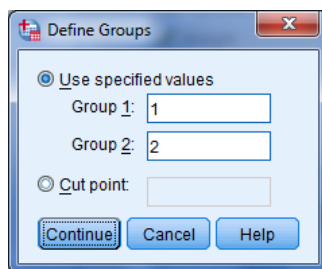 Define Groups
Use specified values
Group 1: 1
Group 2: 2
Cut point:
Continue Cancel Help